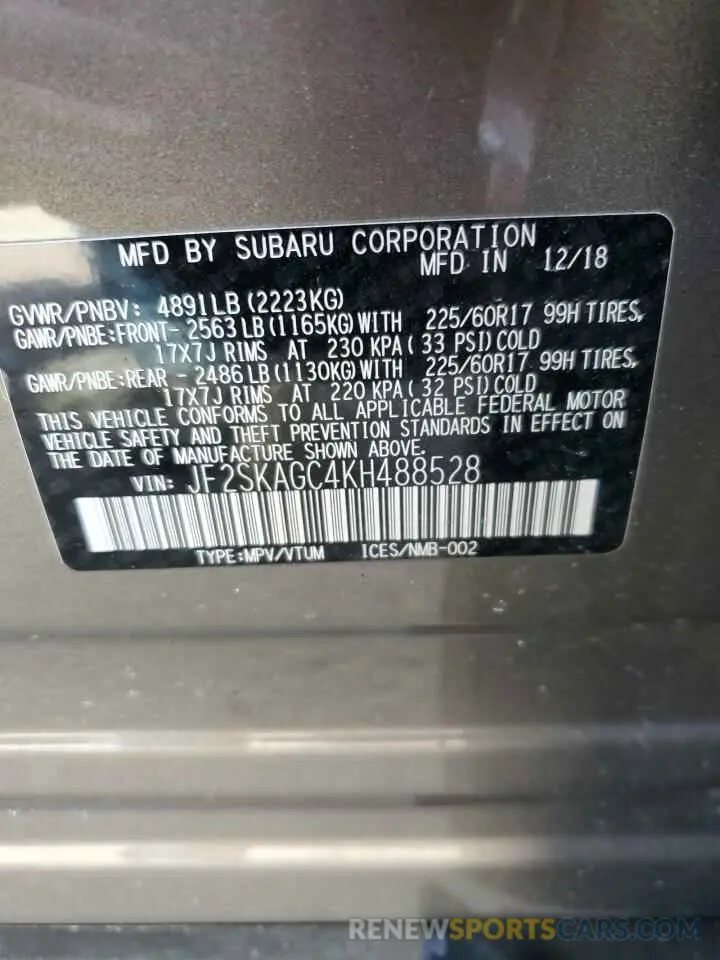 MFD BY SUBARU CORPORATION
MFD IN 12/18
GVWR/PNBV: 4891LB (2223KG)
GAWR/PNBE:FRONT- 2563LB(1165KG)WITH 225/60R17 99H TIRES,
17X7J RIMS AT 230 KPA( 33 PSI)COLD
GAWR/PNBE:REAR - 2486LB(1130KG)WITH 225/60R17 99H TIRES,
17X7J RIMS AT 220 KPA( 32 PSI)COLD
THIS VEHICLE CONFORMS TO ALL APPLICABLE FEDERAL MOTOR
VEHICLE SAFETY AND THEFT PREVENTION STANDARDS IN EFFECT ON
THE DATE OF MANUFACTURE SHOWN ABOVE.
VIN: JF2SKAGC4KH488528
TYPE:MPV/VTUM ICES/NMB-002
RENEWSPORTSCARS.COM